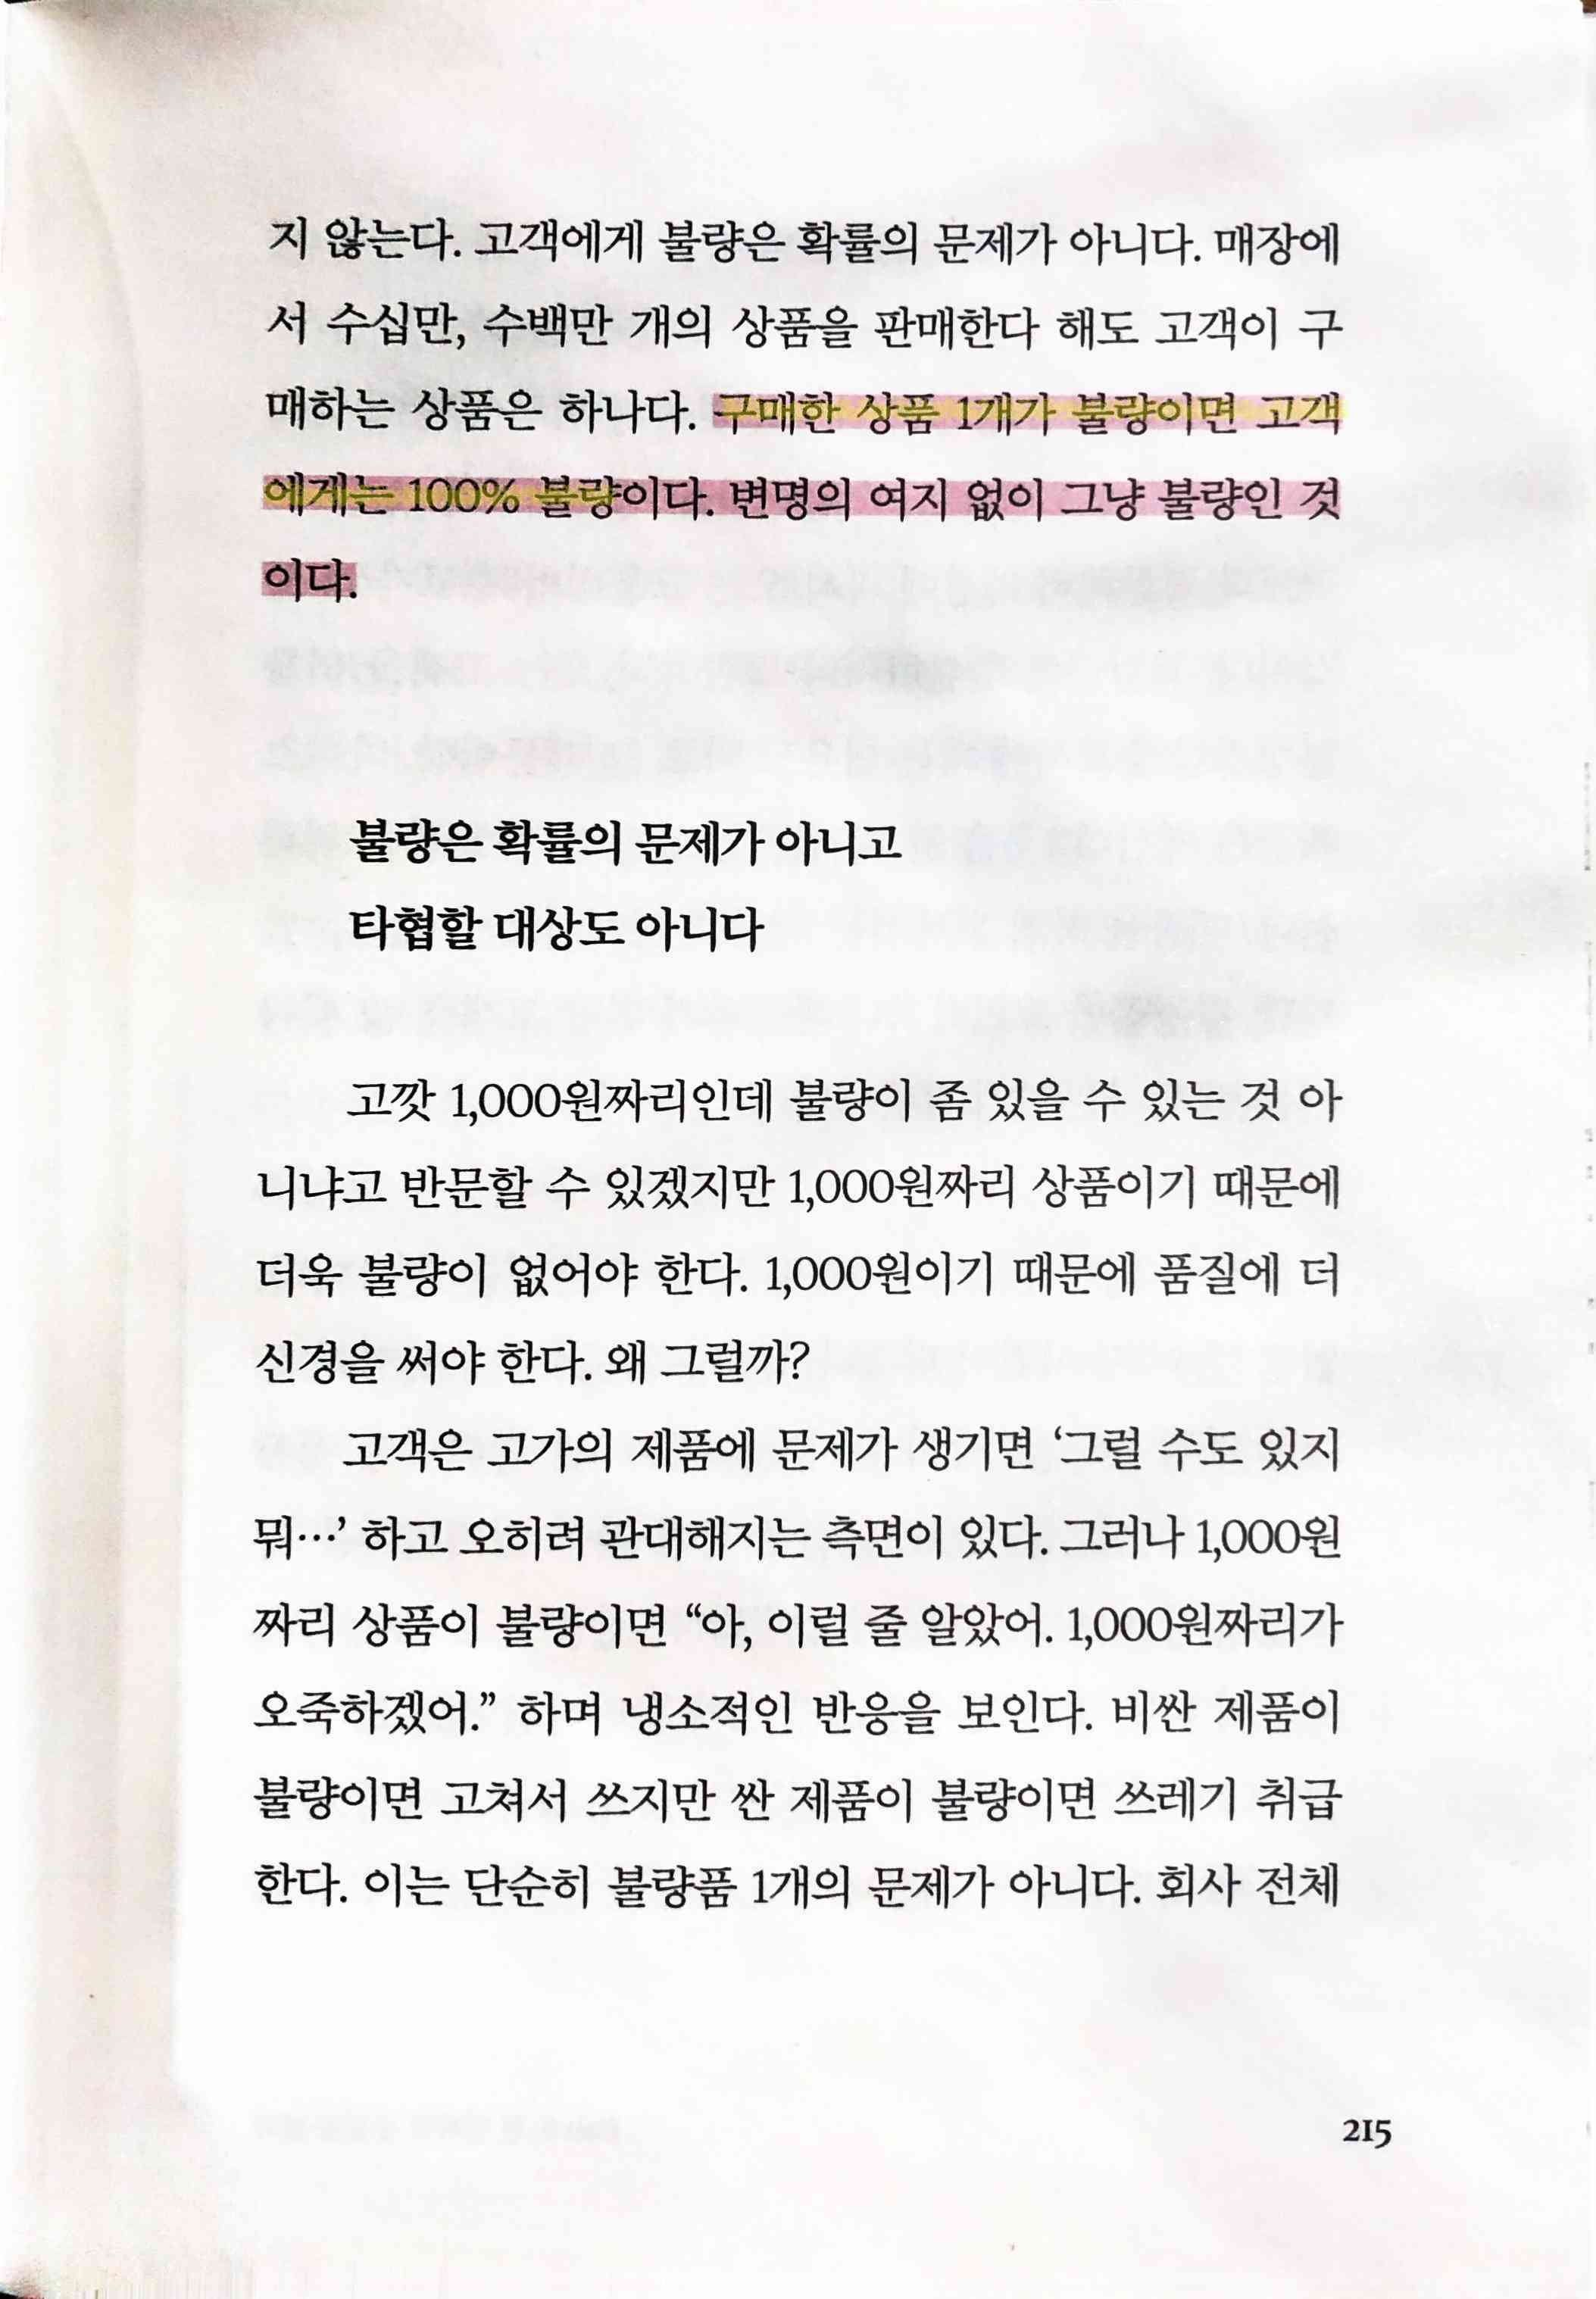 지 않는다. 고객에게 불량은 확률의 문제가 아니다. 매장에
서 수십만, 수백만 개의 상품을 판매한다 해도 고객이 구
매하는 상품은 하나다. 구매한 상품 1개가 불량이면 고객
에게는 100% 불량이다. 변명의 여지 없이 그냥 불량인 것
이다.
불량은 확률의 문제가 아니고
타협할 대상도 아니다
고깟 1,000원짜리인데 불량이 좀 있을 수 있는 것 아
니냐고 반문할 수 있겠지만 1,000원짜리 상품이기 때문에
더욱 불량이 없어야 한다. 1,000원이기 때문에 품질에 더
신경을 써야 한다. 왜 그럴까?
고객은 고가의 제품에 문제가 생기면 ‘그럴 수도 있지
뭐…’ 하고 오히려 관대해지는 측면이 있다. 그러나 1,000원
짜리 상품이 불량이면 “아, 이럴 줄 알았어. 1,000원짜리가
오죽하겠어.” 하며 냉소적인 반응을 보인다. 비싼 제품이
불량이면 고쳐서 쓰지만 싼 제품이 불량이면 쓰레기 취급
한다. 이는 단순히 불량품 1개의 문제가 아니다. 회사 전체
215